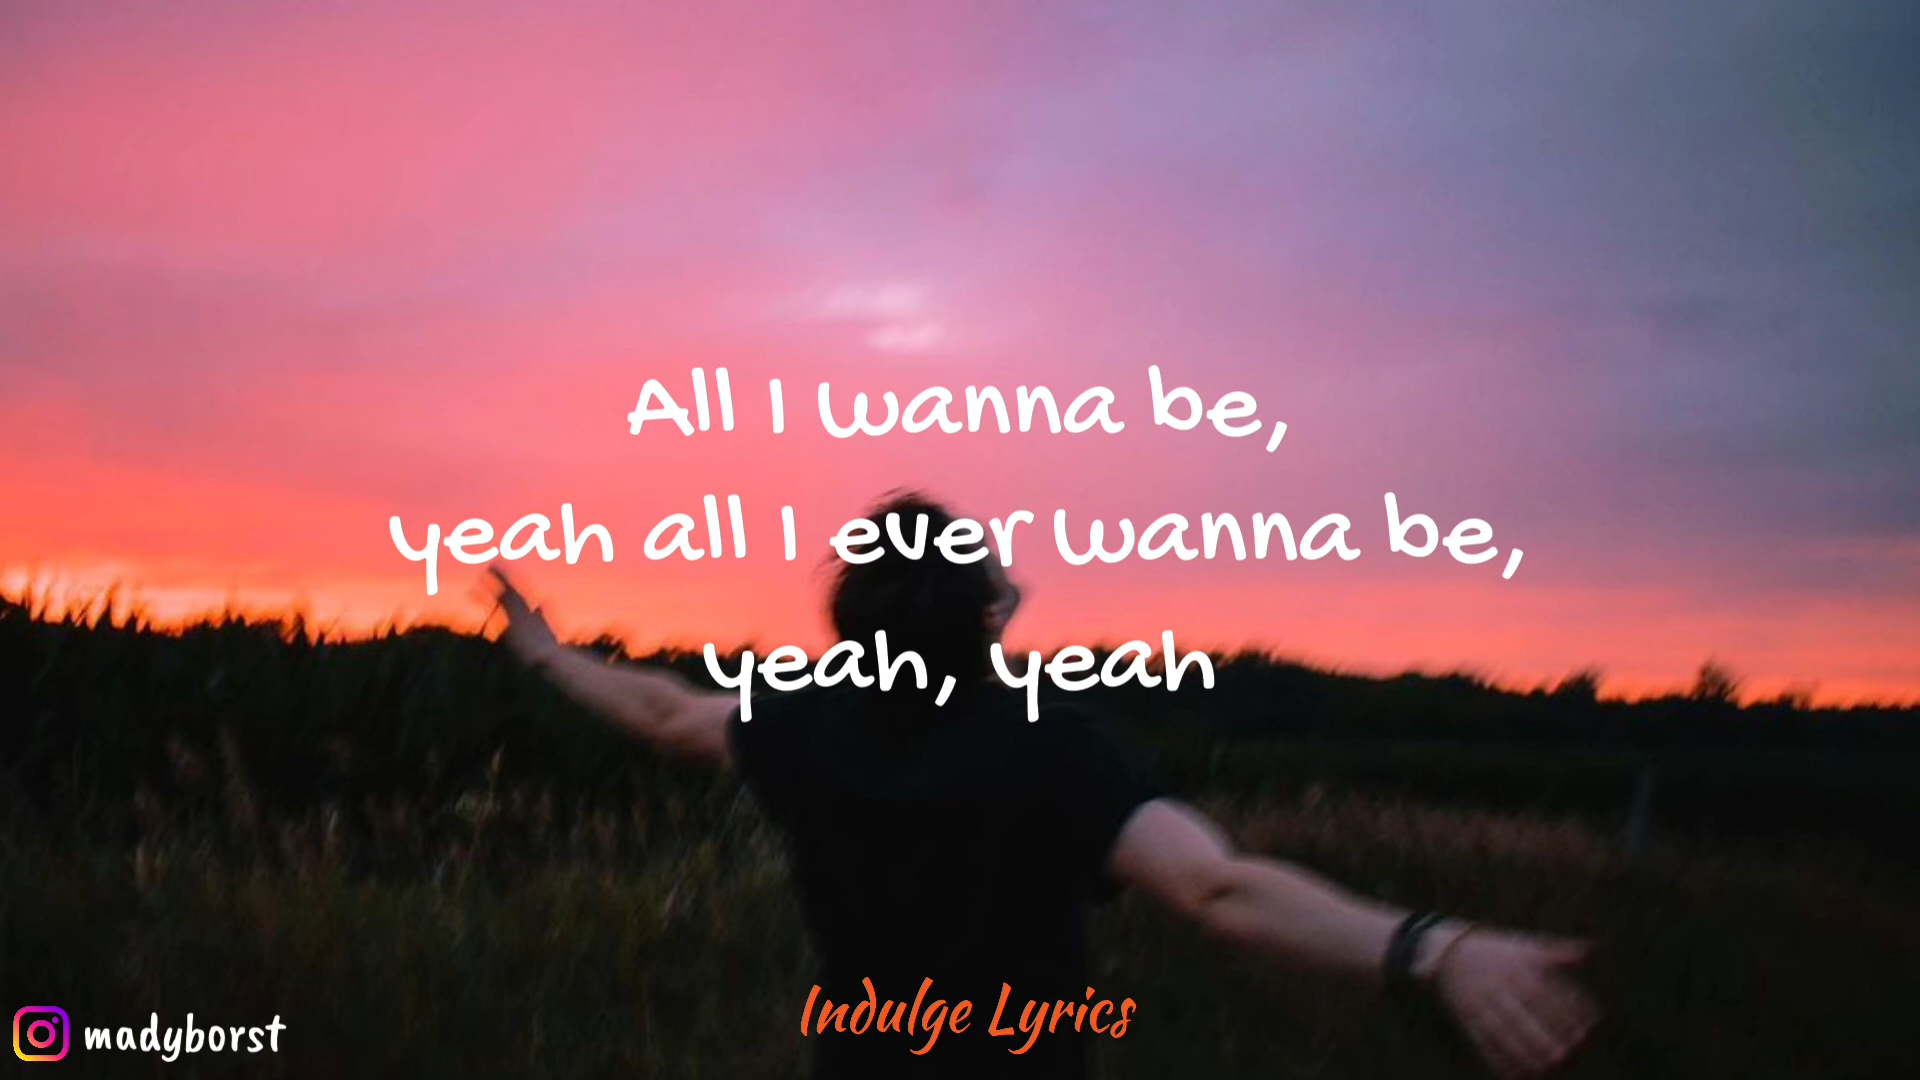 All I wanna be,
yeah all I ever wanna be,
yeah, yeah
Indulge Lyrics
madyborst